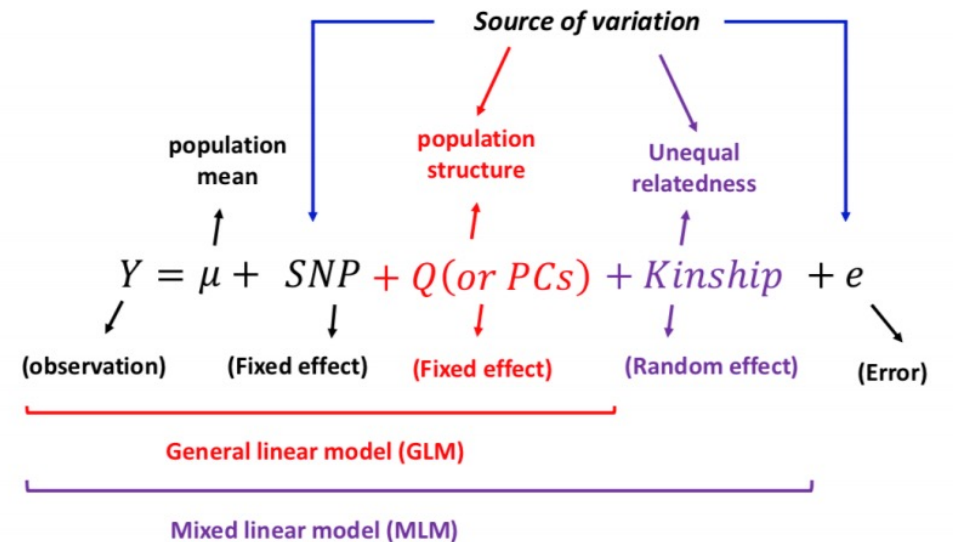 Source of variation
population
mean
population
structure
Unequal
relatedness
Y = μ + SNP + Q(or PCs) + Kinship + e
(observation) (Fixed effect) (Fixed effect) (Random effect) (Error)
General linear model (GLM)
Mixed linear model (MLM)